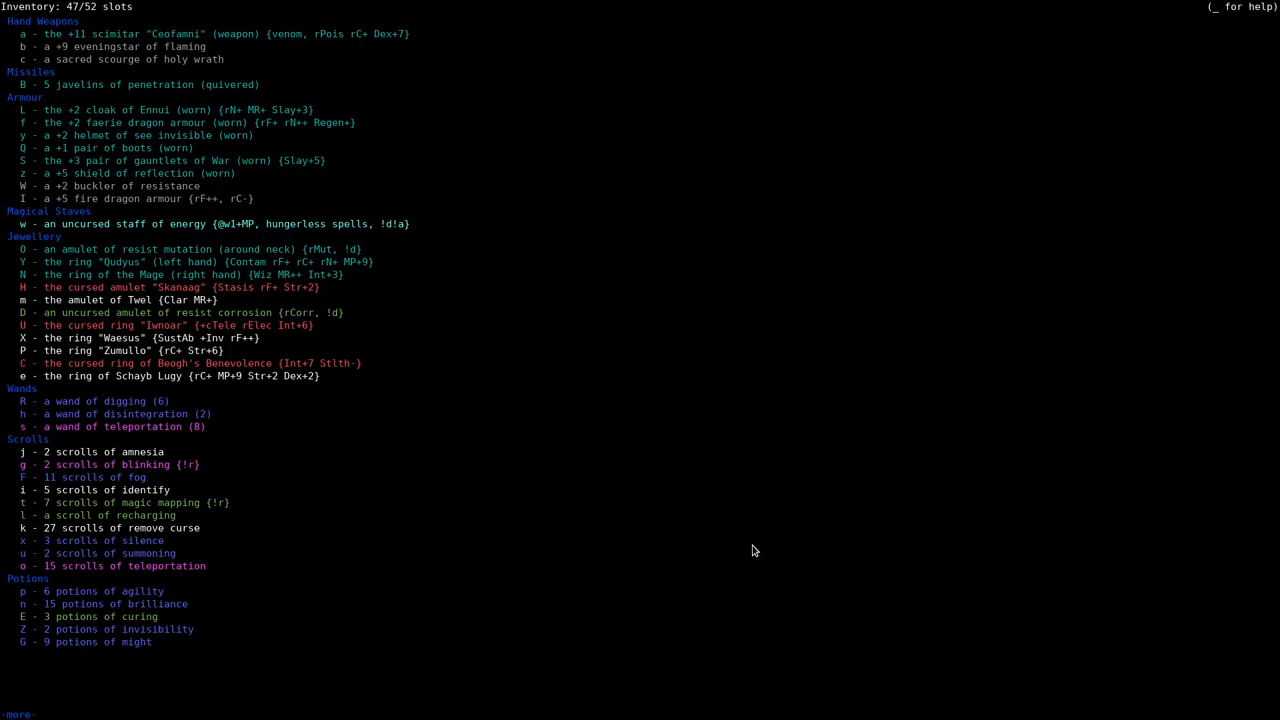 Inventory: 47/52 slots (_ for help)
Hand Weapons
a - the +11 scimitar "Ceofamni" (weapon) {venom, rPois rC+ Dex+7}
b - a +9 eveningstar of flaming
c - a sacred scourge of holy wrath
Missiles
B - 5 javelins of penetration (quivered)
Armour
L - the +2 cloak of Ennui (worn) {rN+ MR+ Slay+3}
f - the +2 faerie dragon armour (worn) {rF+ rN++ Regen+}
y - a +2 helmet of see invisible (worn)
Q - a +1 pair of boots (worn)
S - the +3 pair of gauntlets of War (worn) {Slay+5}
z - a +5 shield of reflection (worn)
W - a +2 buckler of resistance
I - a +5 fire dragon armour {rF++, rC-}
Magical Staves
w - an uncursed staff of energy {@w1+MP, hungerless spells, !d!a}
Jewellery
O - an amulet of resist mutation (around neck) {rMut, !d}
Y - the ring "Qudyus" (left hand) {Contam rF+ rC+ rN+ MP+9}
N - the ring of the Mage (right hand) {Wiz MR++ Int+3}
H - the cursed amulet "Skanaag" {Stasis rF+ Str+2}
m - the amulet of Twel {Clar MR+}
D - an uncursed amulet of resist corrosion {rCorr, !d}
U - the cursed ring "Iwnoar" {+cTele rElec Int+6}
X - the ring "Waesus" {SustAb +Inv rF++}
P - the ring "Zumullo" {rC+ Str+6}
C - the cursed ring of Beogh's Benevolence {Int+7 Stlth-}
e - the ring of Schayb Lugy {rC+ MP+9 Str+2 Dex+2}
Wands
R - a wand of digging (6)
h - a wand of disintegration (2)
s - a wand of teleportation (8)
Scrolls
j - 2 scrolls of amnesia
g - 2 scrolls of blinking {!r}
F - 11 scrolls of fog
i - 5 scrolls of identify
t - 7 scrolls of magic mapping {!r}
l - a scroll of recharging
k - 27 scrolls of remove curse
x - 3 scrolls of silence
u - 2 scrolls of summoning
o - 15 scrolls of teleportation
Potions
p - 6 potions of agility
n - 15 potions of brilliance
E - 3 potions of curing
Z - 2 potions of invisibility
G - 9 potions of might
-more-